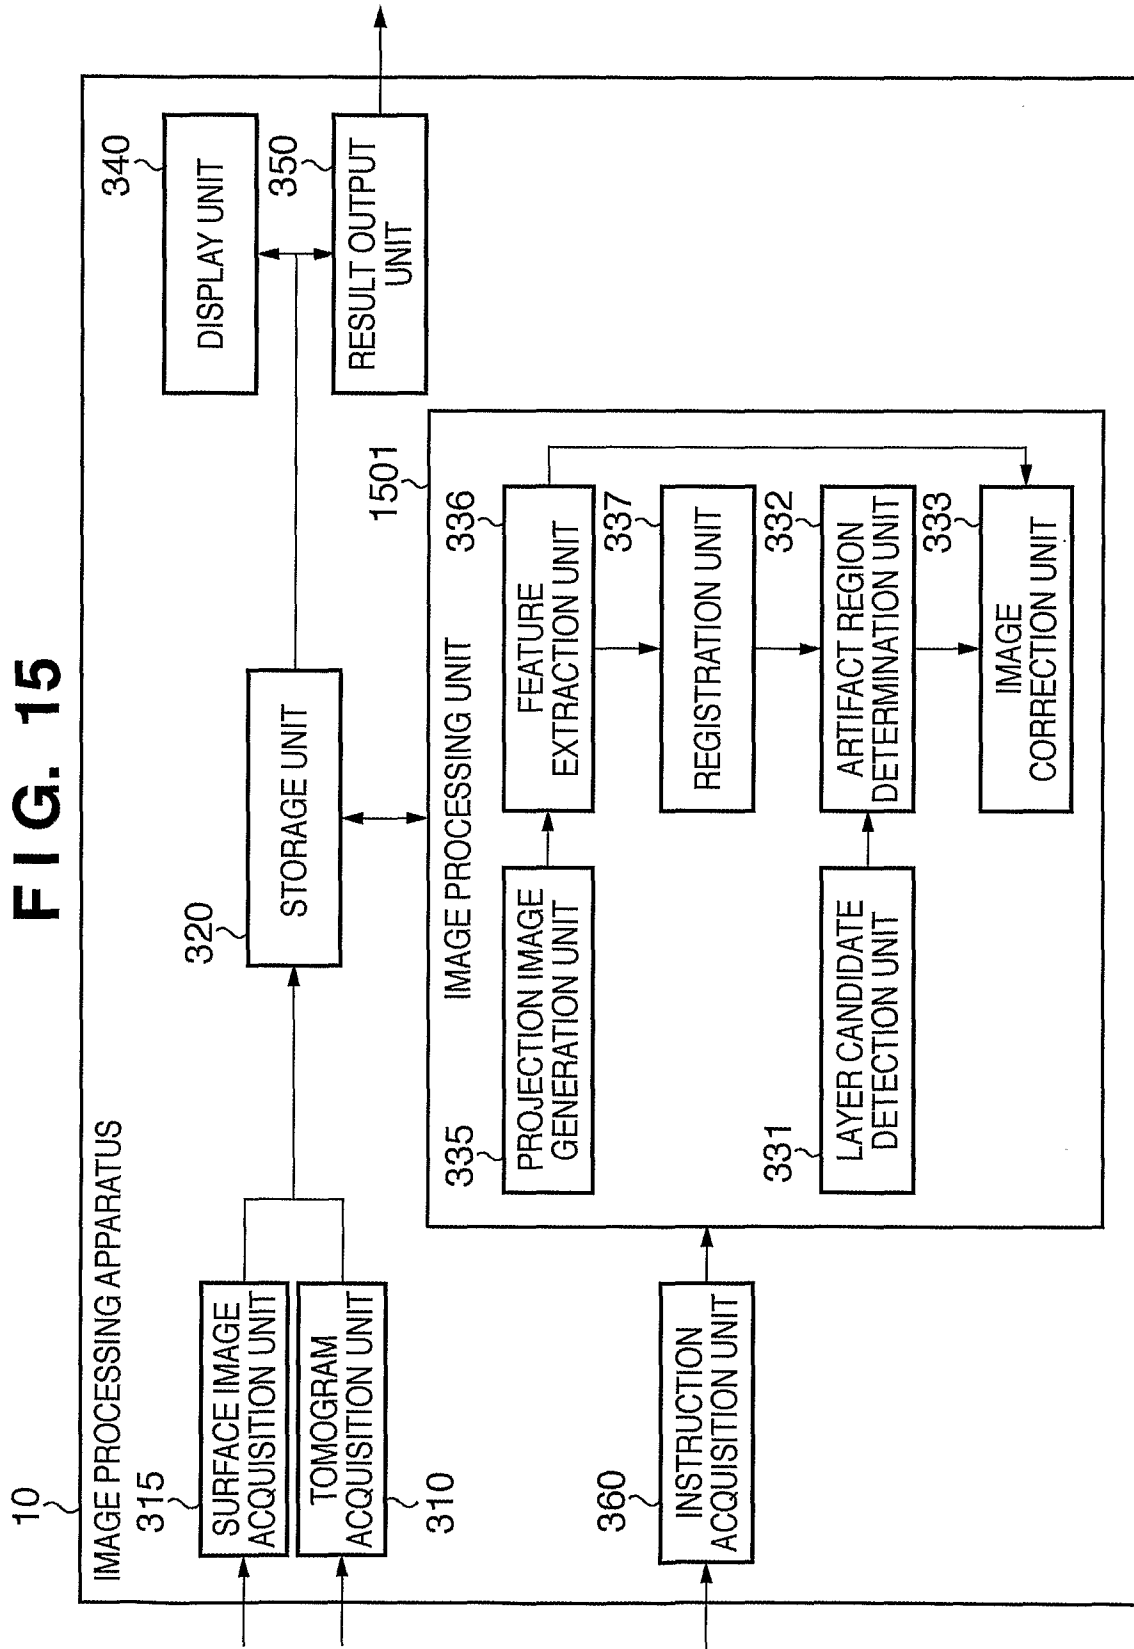 FIG. 15
10
IMAGE PROCESSING APPARATUS
315
SURFACE IMAGE
ACQUISITION UNIT
TOMOGRAM
ACQUISITION UNIT
310
320
STORAGE UNIT
340
DISPLAY UNIT
350
RESULT OUTPUT
UNIT
360
INSTRUCTION
ACQUISITION UNIT
1501
IMAGE PROCESSING UNIT
335
PROJECTION IMAGE
GENERATION UNIT
336
FEATURE
EXTRACTION UNIT
337
REGISTRATION UNIT
331
LAYER CANDIDATE
DETECTION UNIT
332
ARTIFACT REGION
DETERMINATION UNIT
333
IMAGE
CORRECTION UNIT